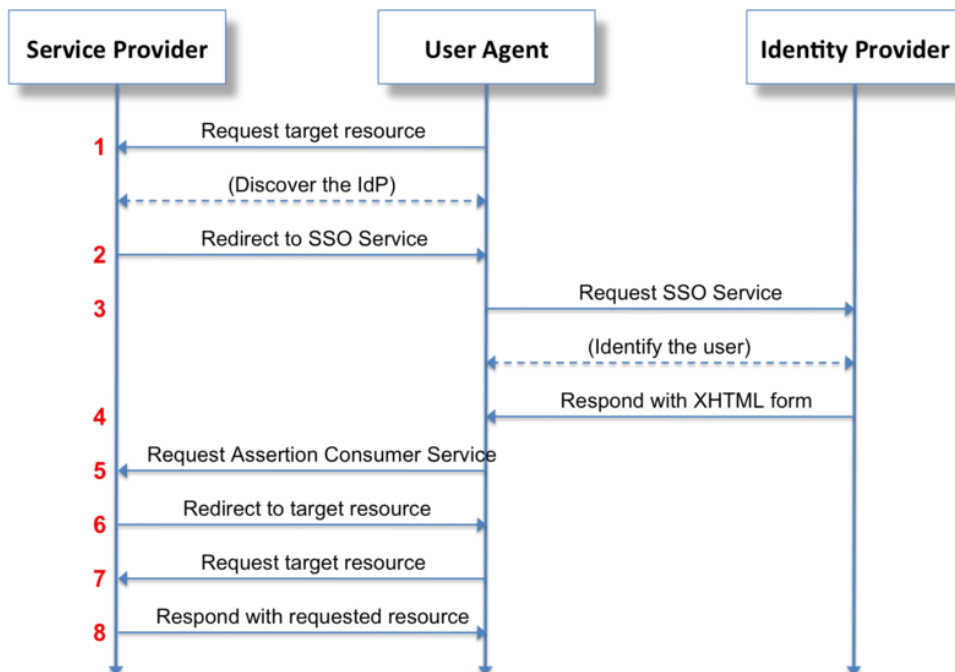 Service Provider
User Agent
Identity Provider
Request target resource
1
(Discover the IdP)
Redirect to SSO Service
2
Request SSO Service
3
(Identify the user)
Respond with XHTML form
4
Request Assertion Consumer Service
5
Redirect to target resource
6
Request target resource
7
Respond with requested resource
8